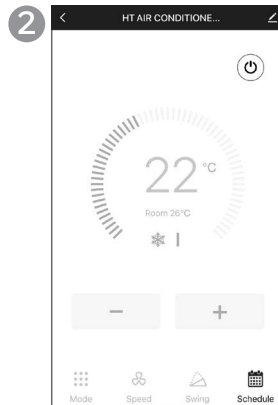 2
HT AIR CONDITIONE...
22°C
Room 26°C
Mode Speed Swing Schedule